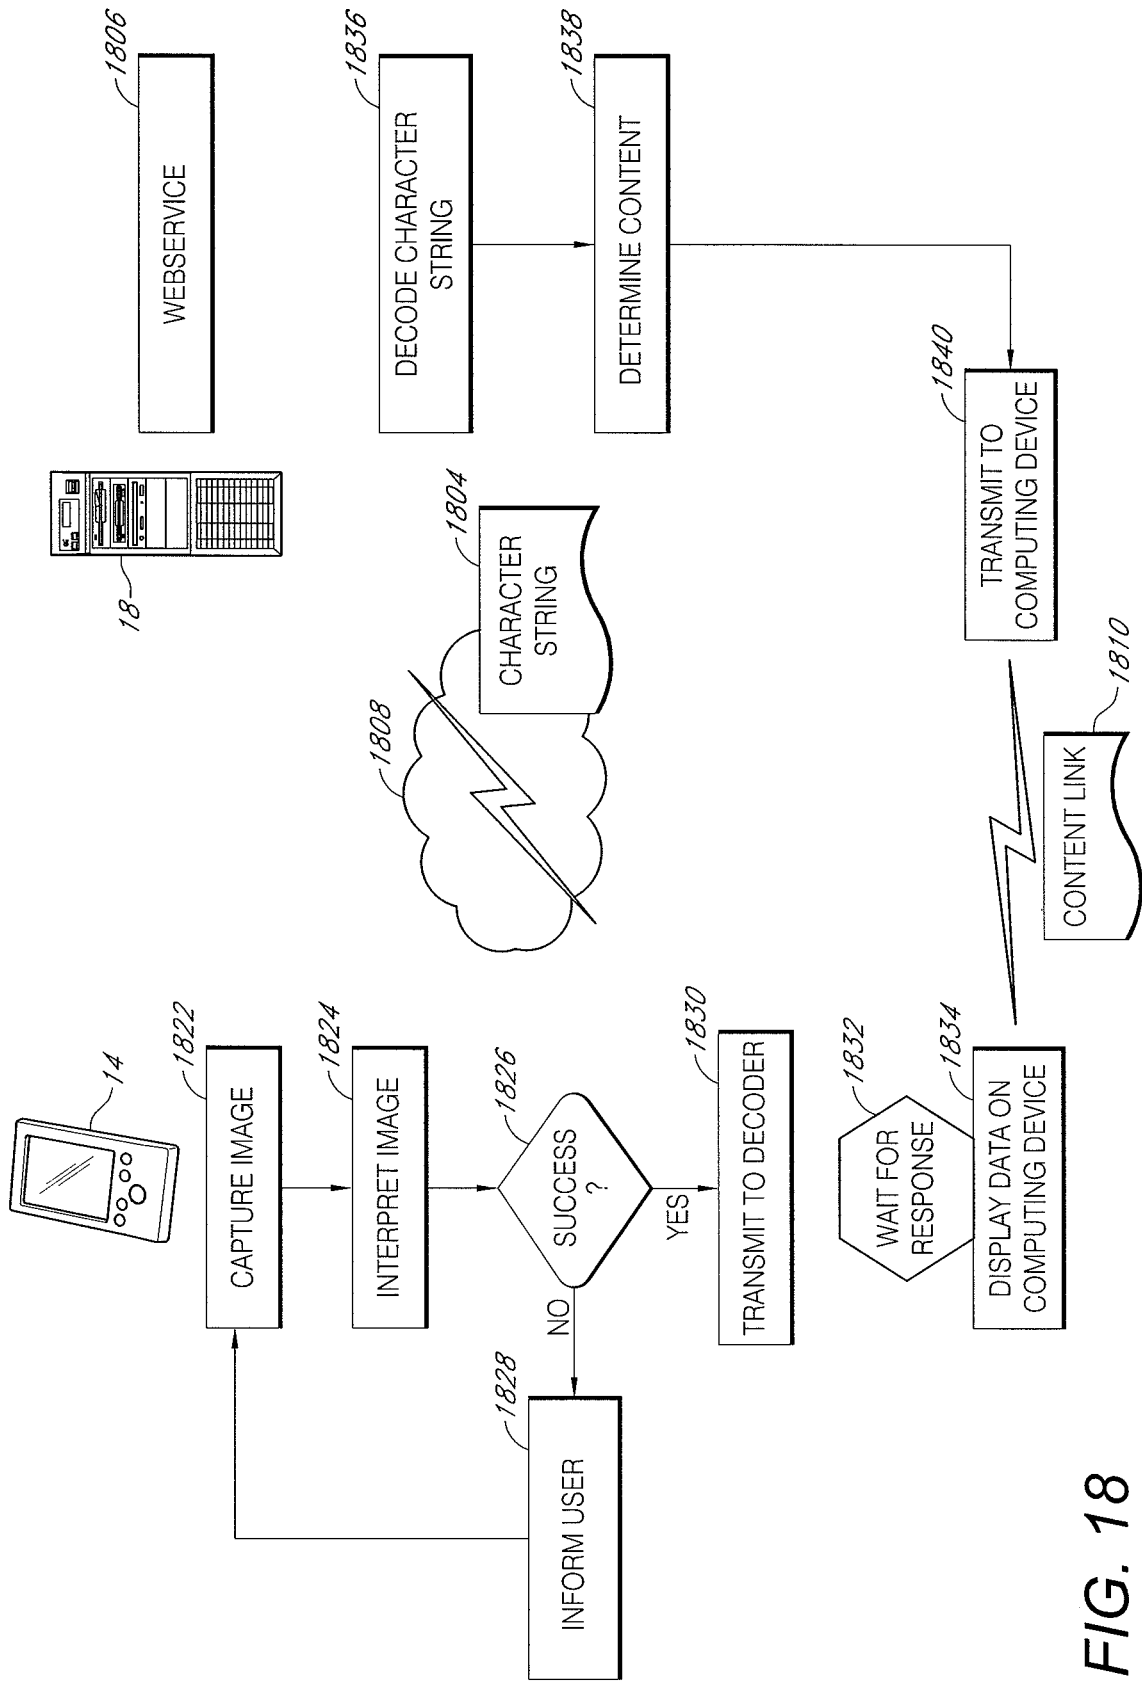 14
1822
CAPTURE IMAGE
1824
INTERPRET IMAGE
1826
SUCCESS
?
NO
YES
1828
INFORM USER
1830
TRANSMIT TO DECODER
1832
WAIT FOR
RESPONSE
1834
DISPLAY DATA ON
COMPUTING DEVICE
1808
1804
CHARACTER
STRING
1810
CONTENT LINK
18
1806
WEBSERVICE
1836
DECODE CHARACTER
STRING
1838
DETERMINE CONTENT
1840
TRANSMIT TO
COMPUTING DEVICE
FIG. 18